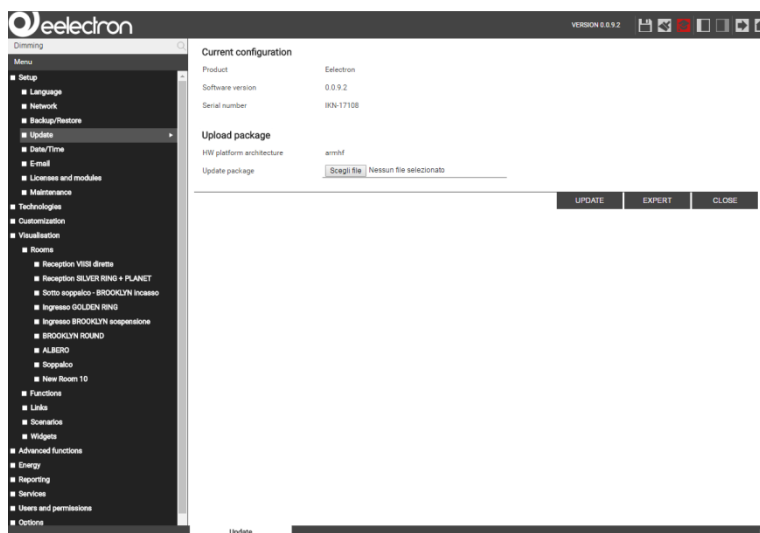 eelectron
VERSION 0.0.9.2
Dimming
Menu
Setup
Language
Network
Backup/Restore
Update
Date/Time
E-mail
Licenses and modules
Maintenance
Technologies
Customization
Visualisation
Rooms
Reception VIISI dirette
Reception SILVER RING + PLANET
Sotto soppalco - BROOKLYN incasso
Ingresso GOLDEN RING
Ingresso BROOKLYN sospensione
BROOKLYN ROUND
ALBERO
Soppalco
New Room 10
Functions
Links
Scenarios
Widgets
Advanced functions
Energy
Reporting
Services
Users and permissions
Options
Current configuration
Product Eelectron
Software version 0.0.9.2
Serial number IKN-17108
Upload package
HW platform architecture armhf
Update package Scegli file Nessun file selezionato
UPDATE EXPERT CLOSE
Update